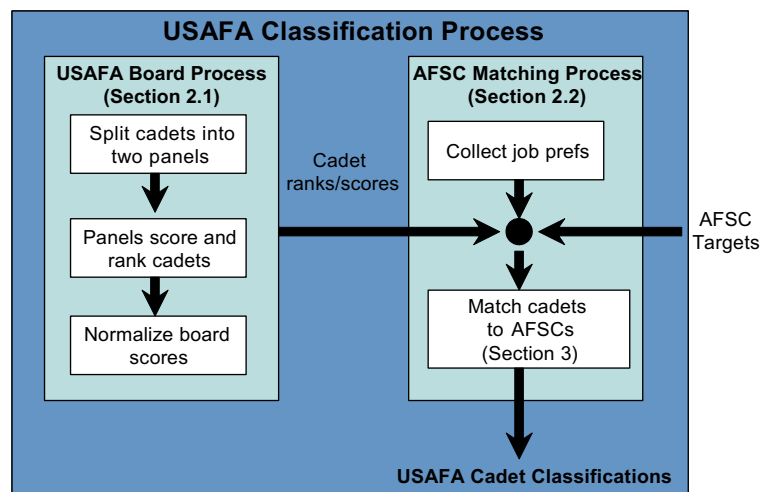 USAFA Classification Process
USAFA Board Process
(Section 2.1)
Split cadets into
two panels
Panels score and
rank cadets
Normalize board
scores
Cadet
ranks/scores
AFSC Matching Process
(Section 2.2)
Collect job prefs
AFSC
Targets
Match cadets
to AFSCs
(Section 3)
USAFA Cadet Classifications